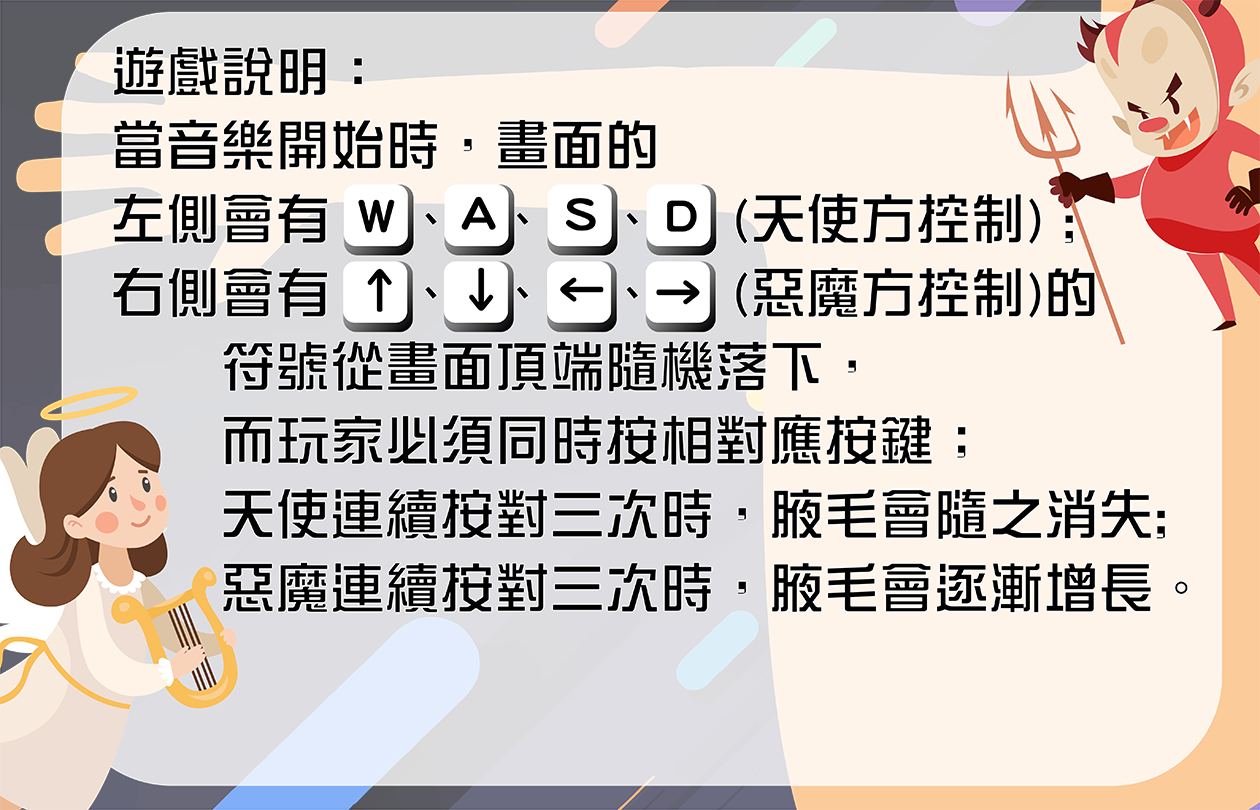 遊戲說明：
當音樂開始時，畫面的
左側會有 W、A、S、D (天使方控制)；
右側會有 ↑、↓、←、→ (惡魔方控制)的
符號從畫面頂端隨機落下，
而玩家必須同時按相對應按鍵；
天使連續按對三次時，腋毛會隨之消失;
惡魔連續按對三次時，腋毛會逐漸增長。